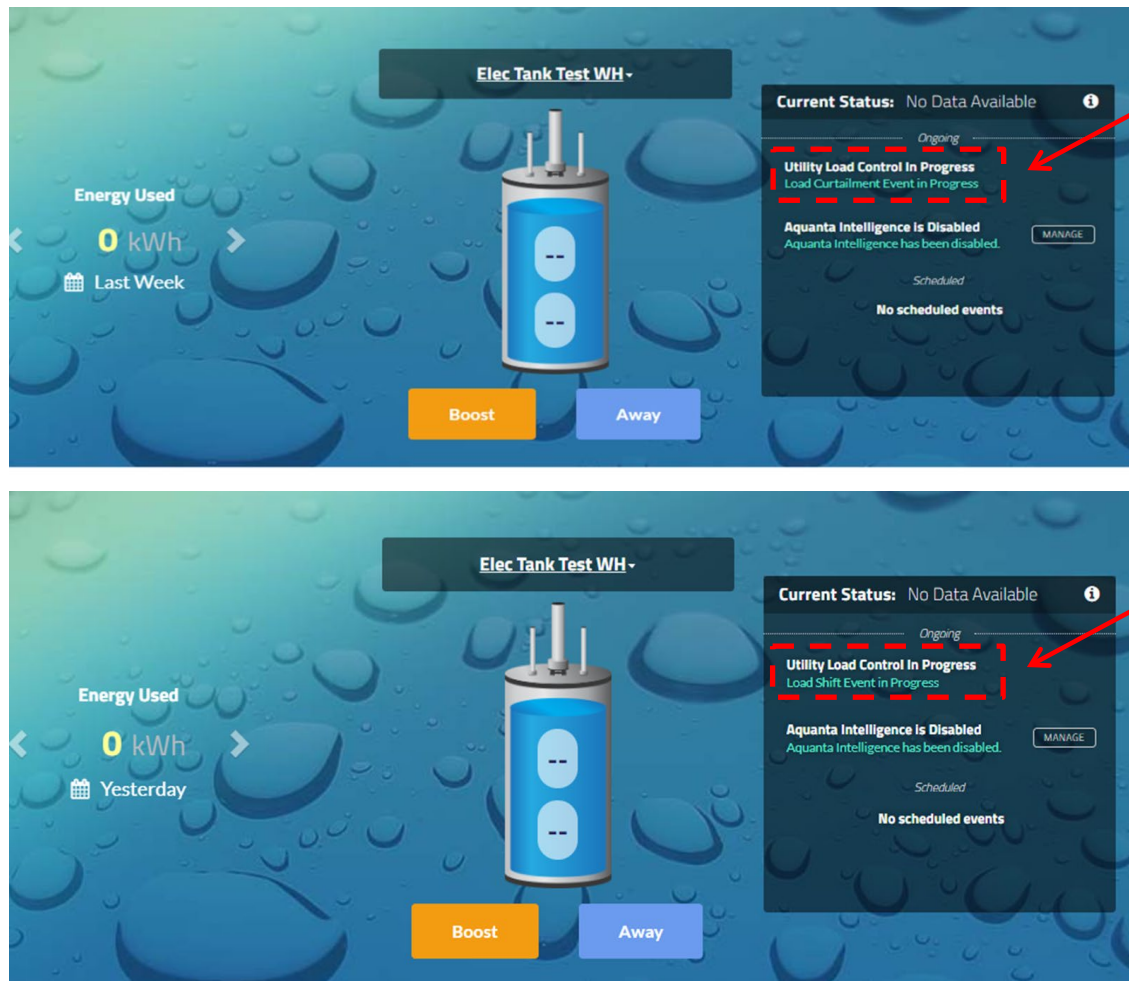 Elec Tank Test WH
Current Status: No Data Available
Ongoing
Utility Load Control In Progress
Load Curtailment Event in Progress
Energy Used
0 kWh
Last Week
Aquanta Intelligence is Disabled
Aquanta Intelligence has been disabled.
MANAGE
Scheduled
No scheduled events
--
--
Boost
Away
Elec Tank Test WH
Current Status: No Data Available
Ongoing
Utility Load Control In Progress
Load Shift Event in Progress
Energy Used
0 kWh
Yesterday
Aquanta Intelligence is Disabled
Aquanta Intelligence has been disabled.
MANAGE
Scheduled
No scheduled events
--
--
Boost
Away